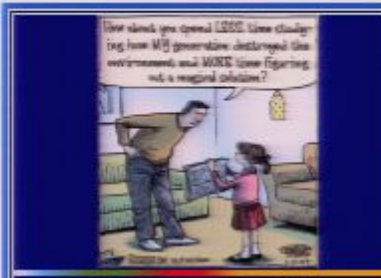 How about you spend LESS time study-
ing how MY generation destroyed the
environment and MORE time figuring
out a magical solution?